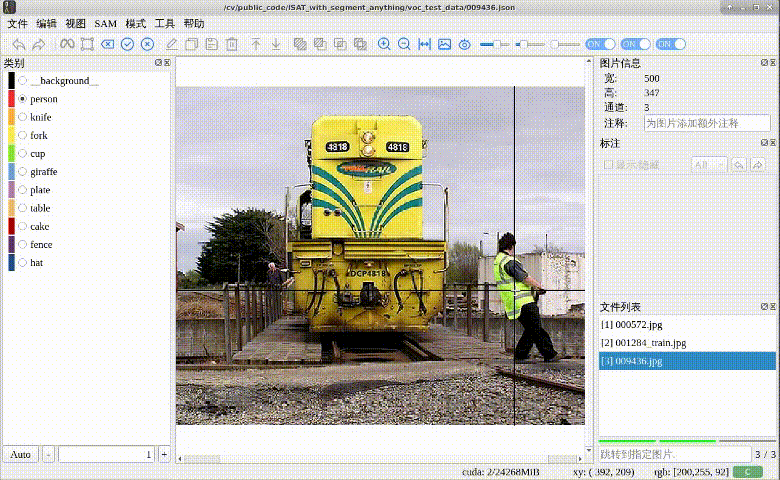 /cv/public_code/ISAT_with_segment_anything/voc_test_data/009436.json
文件 编辑 视图 SAM 模式 工具 帮助
ON ON ON
类别
__background__
person
knife
fork
cup
giraffe
plate
table
cake
fence
hat
Auto - 1 +
4818 4818
DCP4818
图片信息
宽: 500
高: 347
通道: 3
注释: 为图片添加额外注释
标注
显示/隐藏 All
文件列表
[1] 000572.jpg
[2] 001284_train.jpg
[3] 009436.jpg
跳转到指定图片. 3 / 3
cuda: 2/24268MiB xy: ( 392, 209) rgb: [200,255, 92] C